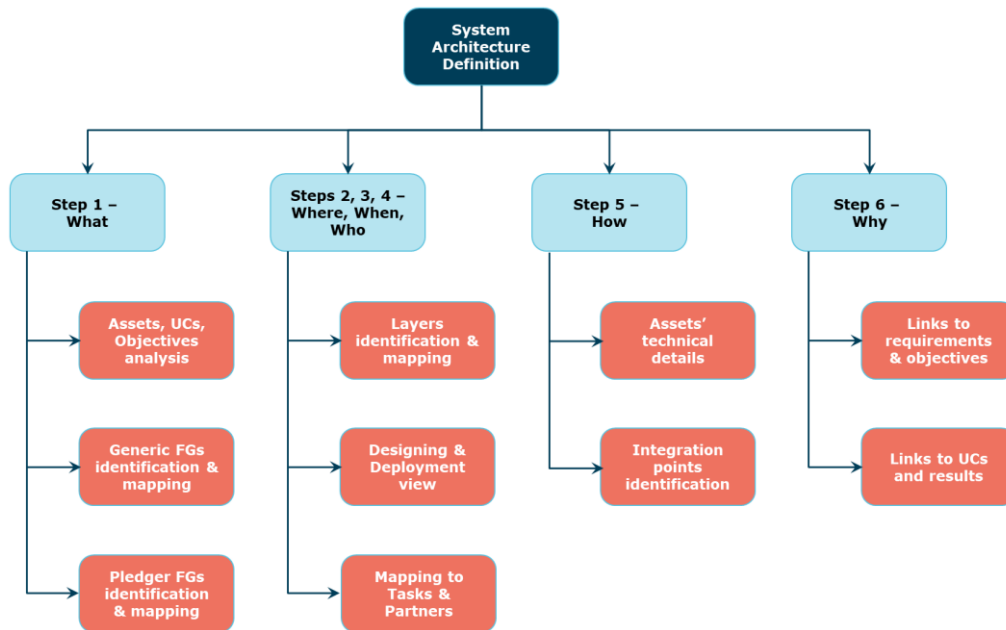 System
Architecture
Definition
Step 1 –
What
Steps 2, 3, 4 –
Where, When,
Who
Step 5 –
How
Step 6 –
Why
Assets, UCs,
Objectives
analysis
Layers
identification &
mapping
Assets’
technical
details
Links to
requirements
& objectives
Generic FGs
identification &
mapping
Designing &
Deployment
view
Integration
points
identification
Links to UCs
and results
Pledger FGs
identification
& mapping
Mapping to
Tasks &
Partners